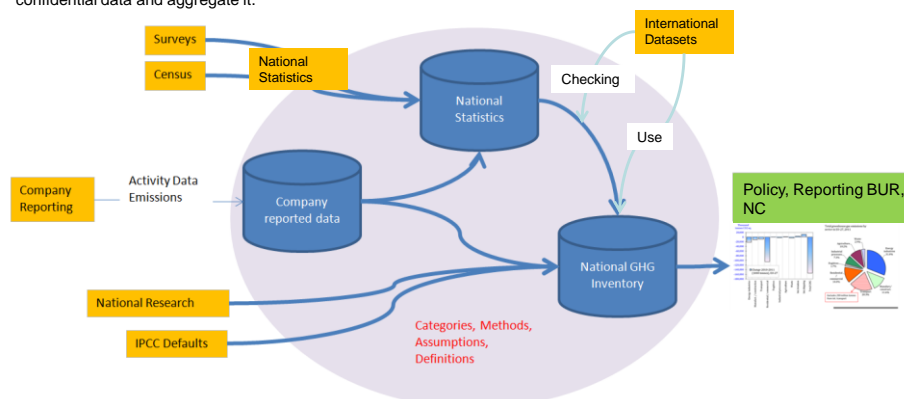 confidential data and aggregate it.
Surveys
Census
National
Statistics
International
Datasets
Checking
National
Statistics
Use
Company
Reporting
Activity Data
Emissions
Company
reported data
Policy, Reporting BUR,
NC
National GHG
Inventory
National Research
IPCC Defaults
Categories, Methods,
Assumptions,
Definitions